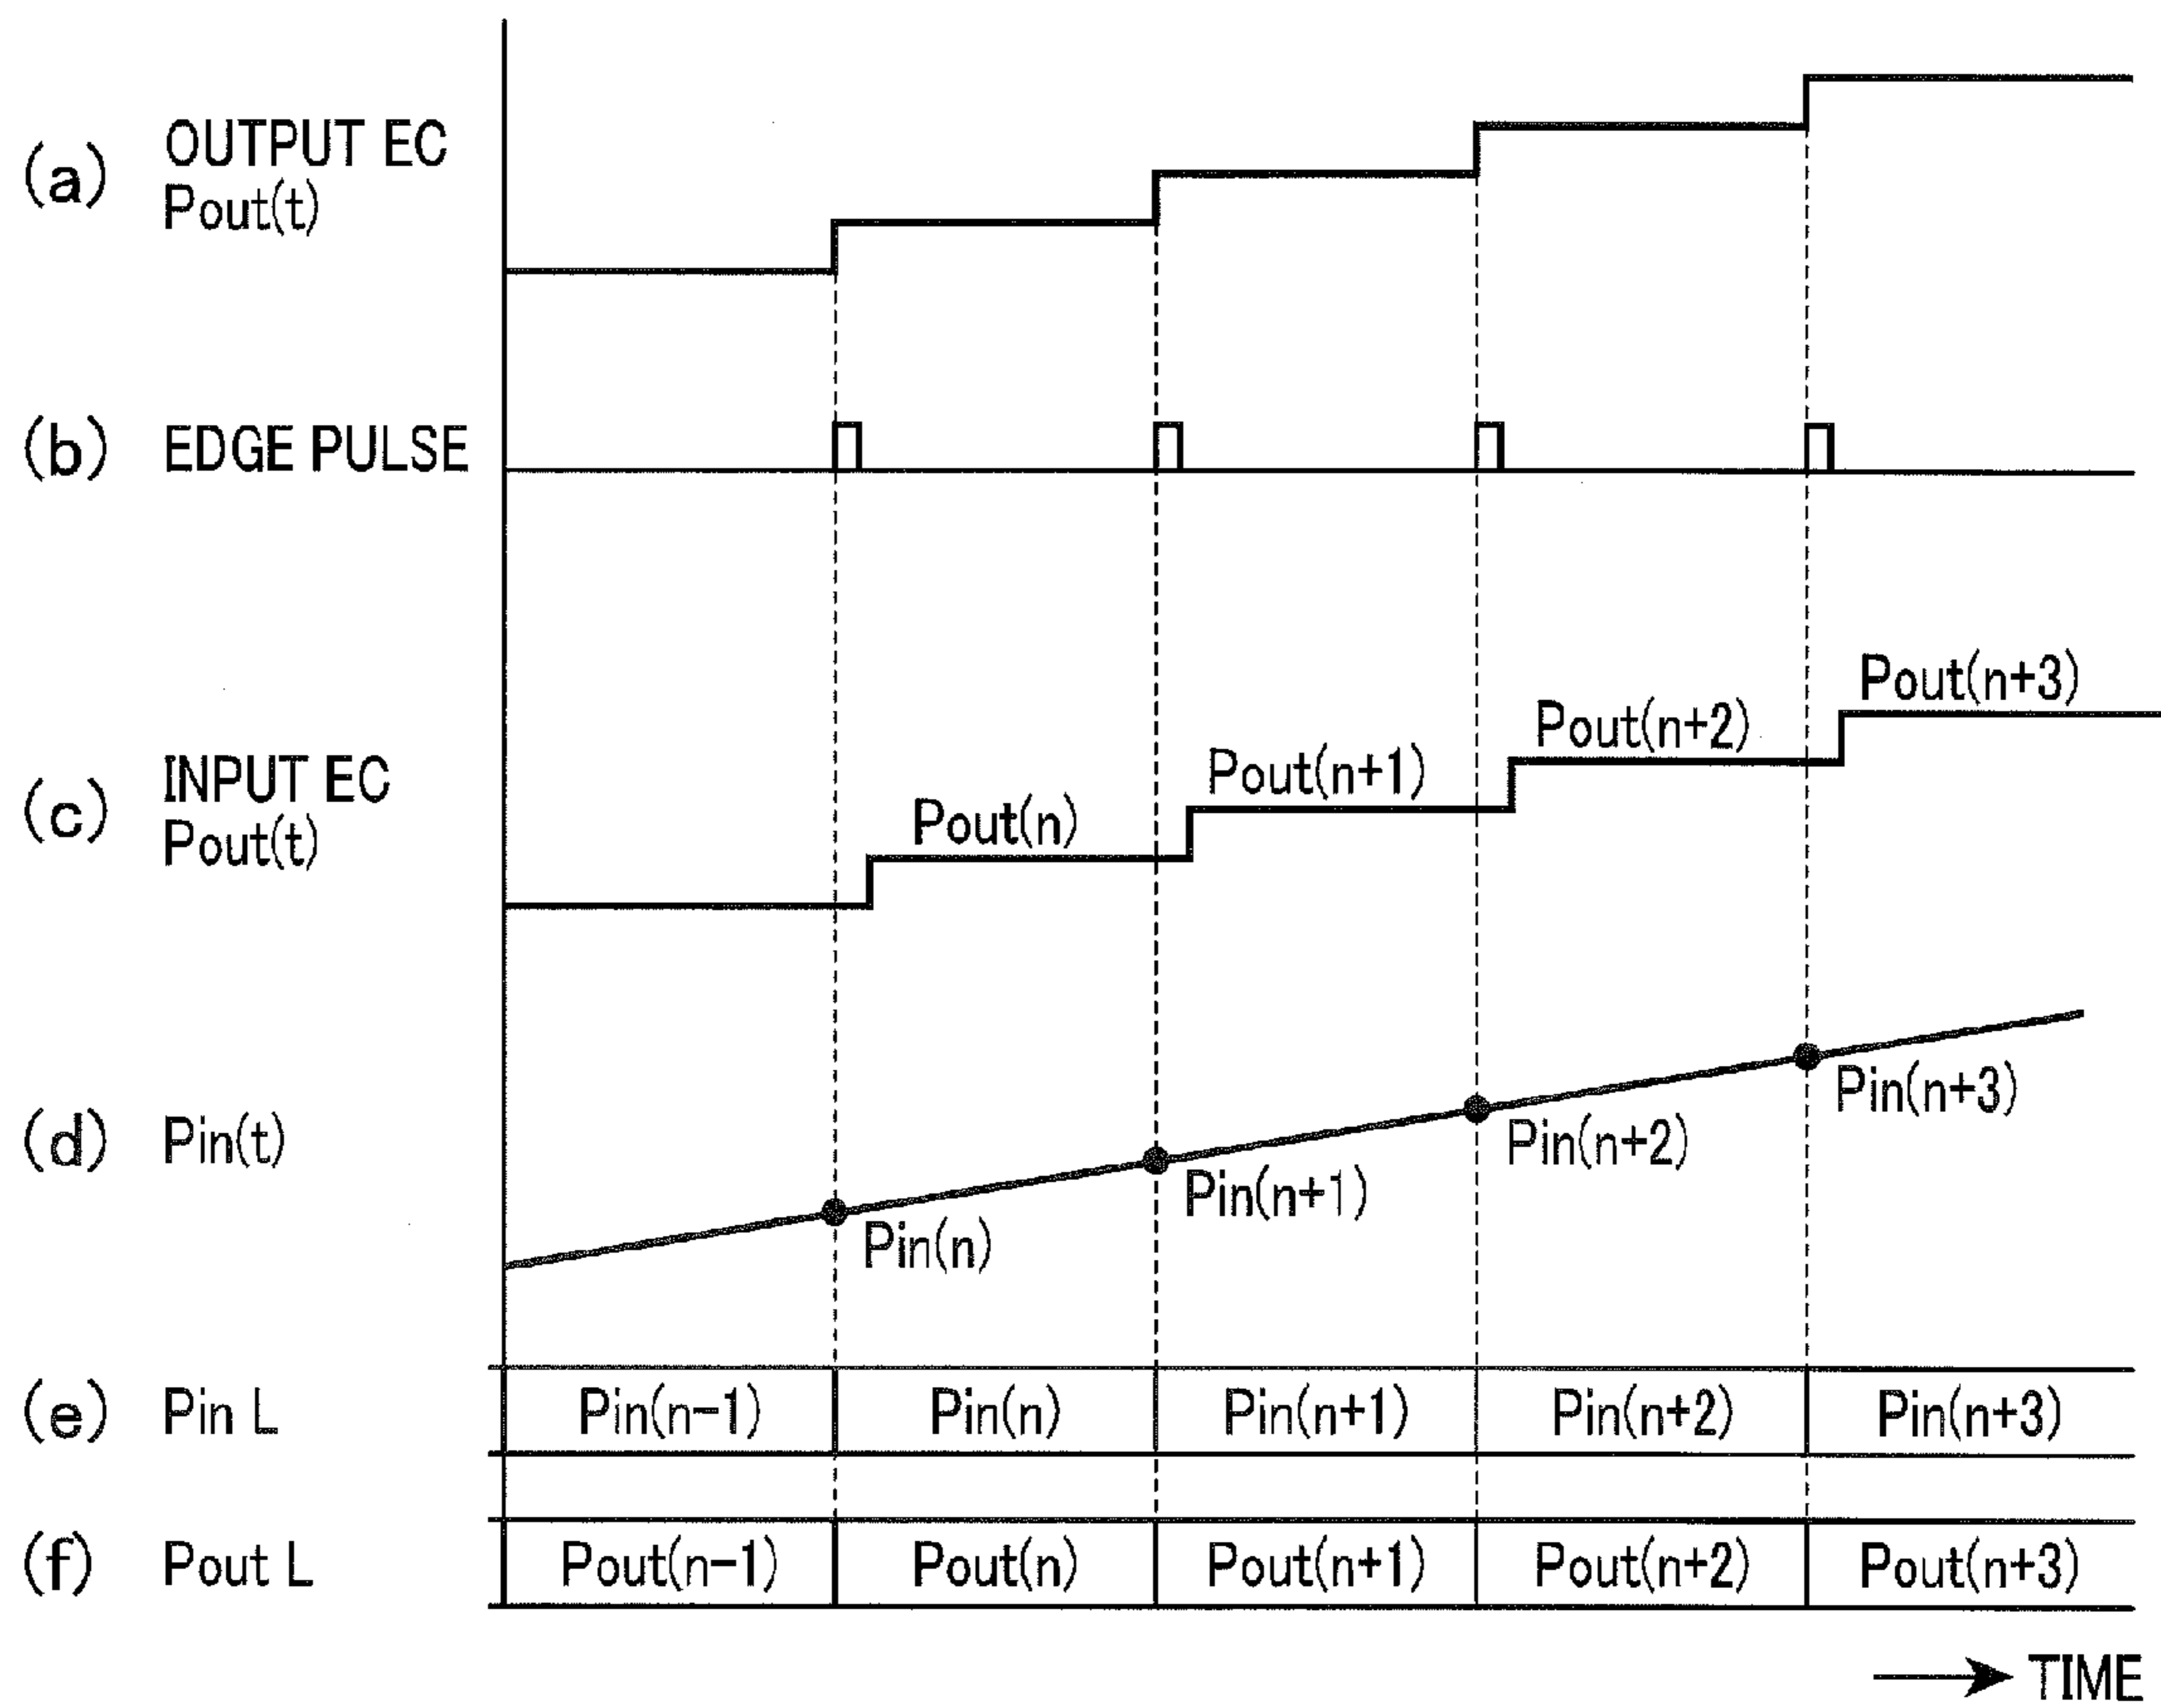 (a) OUTPUT EC
Pout(t)
(b) EDGE PULSE
(c) INPUT EC
Pout(t)
Pout(n)
Pout(n+1)
Pout(n+2)
Pout(n+3)
(d) Pin(t)
Pin(n)
Pin(n+1)
Pin(n+2)
Pin(n+3)
(e) Pin L Pin(n-1) Pin(n) Pin(n+1) Pin(n+2) Pin(n+3)
(f) Pout L Pout(n-1) Pout(n) Pout(n+1) Pout(n+2) Pout(n+3)
TIME